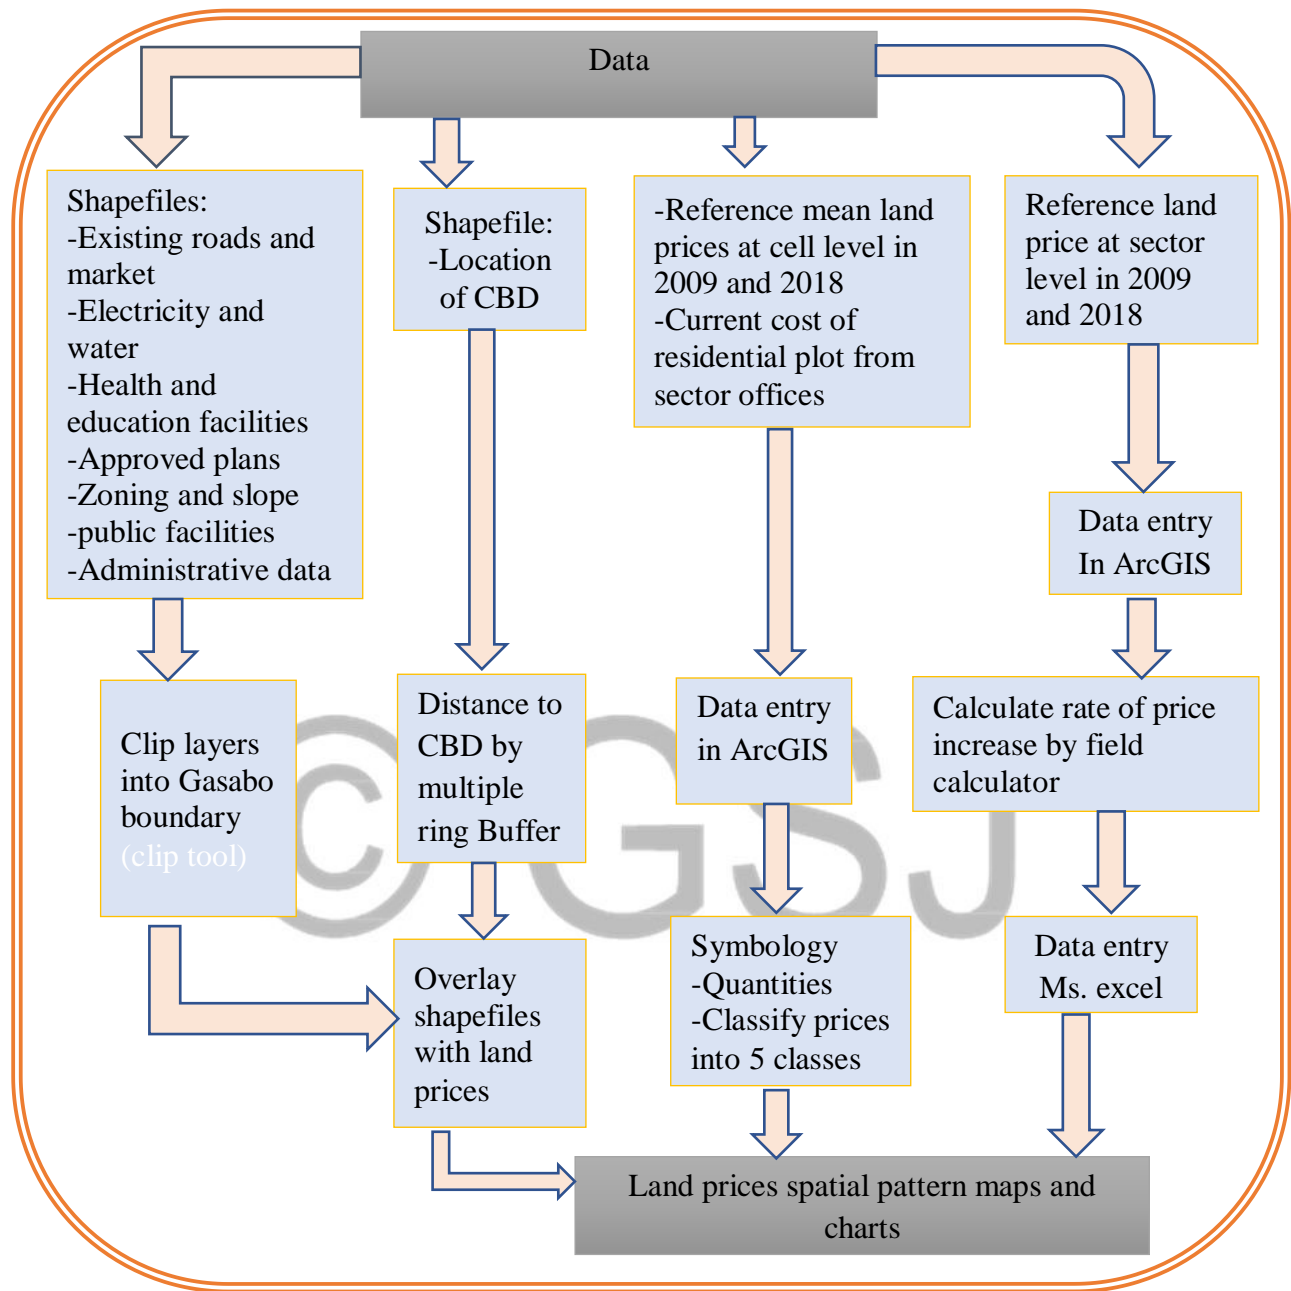 Data
Shapefiles:
-Existing roads and
market
-Electricity and
water
-Health and
education facilities
-Approved plans
-Zoning and slope
-public facilities
-Administrative data
Shapefile:
-Location
of CBD
-Reference mean land
prices at cell level in
2009 and 2018
-Current cost of
residential plot from
sector offices
Reference land
price at sector
level in 2009
and 2018
Data entry
In ArcGIS
Clip layers
into Gasabo
boundary
(clip tool)
Distance to
CBD by
multiple
ring Buffer
Data entry
in ArcGIS
Calculate rate of price
increase by field
calculator
© GSJ
Overlay
shapefiles
with land
prices
Symbology
-Quantities
-Classify prices
into 5 classes
Data entry
Ms. excel
Land prices spatial pattern maps and
charts